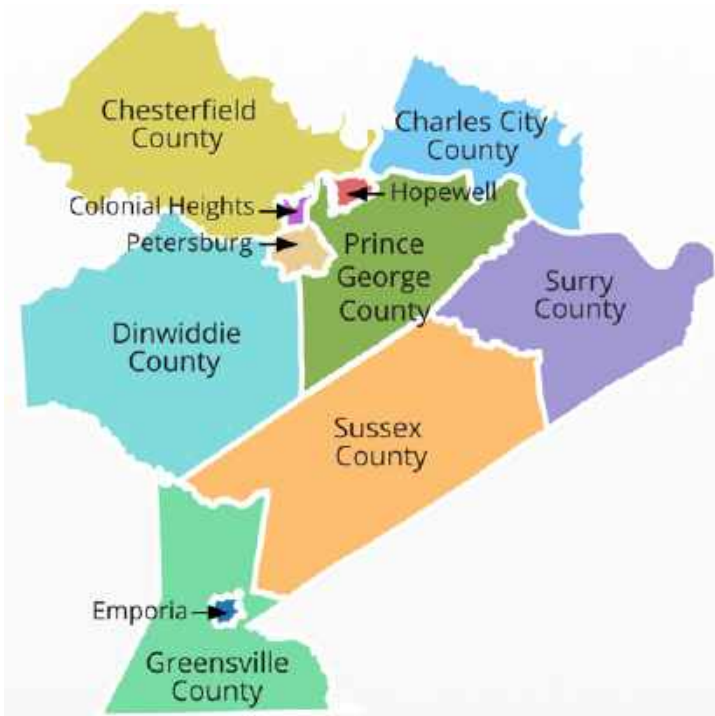 Chesterfield
County
Charles City
County
Colonial Heights
Hopewell
Petersburg
Prince
George
County
Surry
County
Dinwiddie
County
Sussex
County
Emporia
Greensville
County